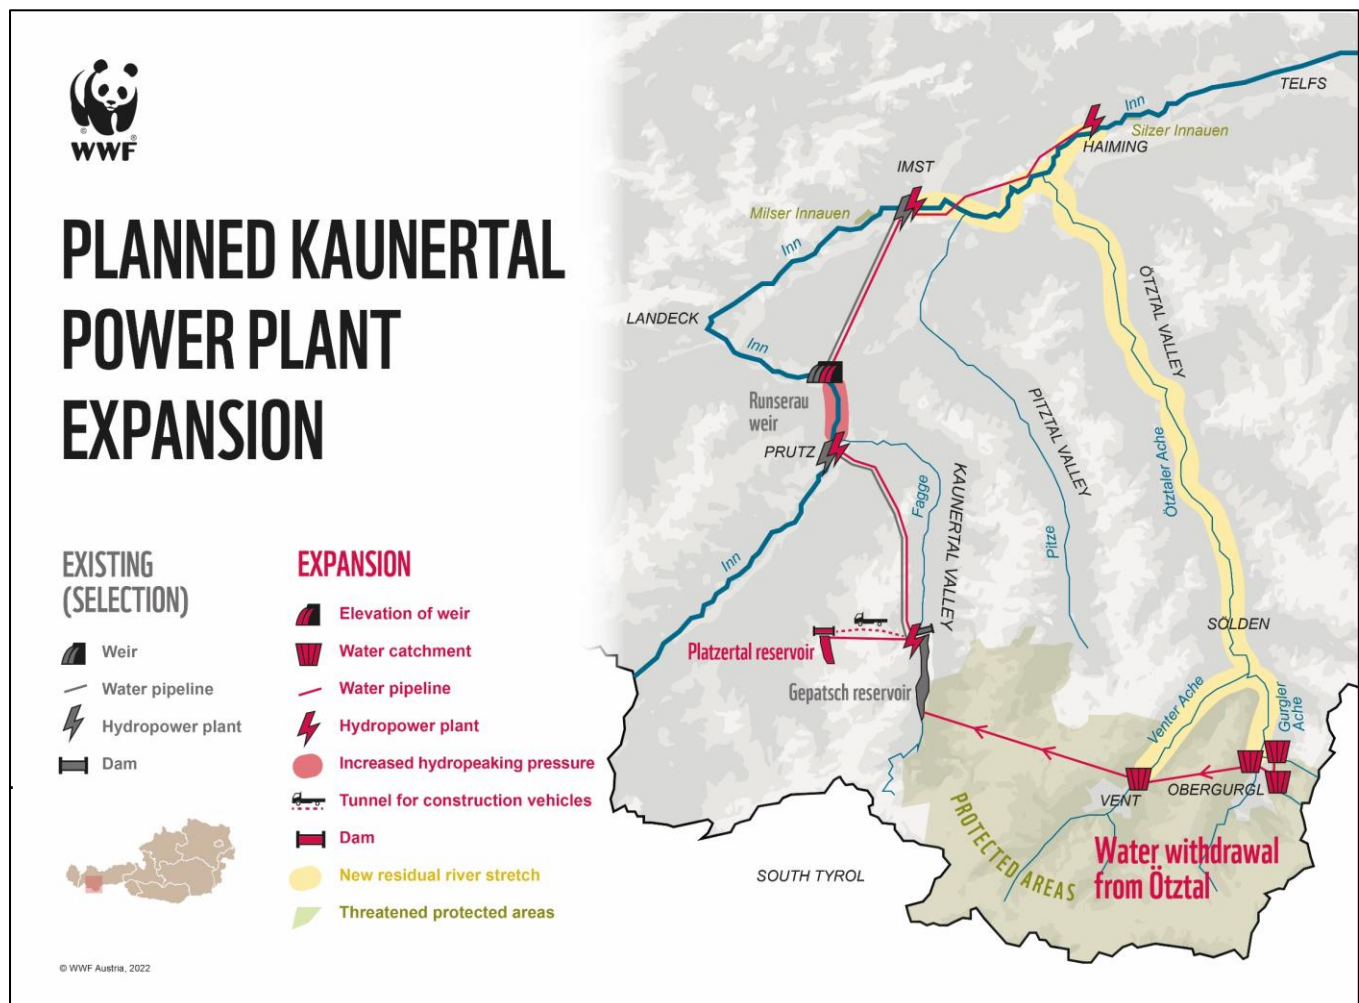 WWF
PLANNED KAUNERTAL
POWER PLANT
EXPANSION
EXISTING
(SELECTION)
Weir
Water pipeline
Hydropower plant
Dam
EXPANSION
Elevation of weir
Water catchment
Water pipeline
Hydropower plant
Increased hydropeaking pressure
Tunnel for construction vehicles
Dam
New residual river stretch
Threatened protected areas
© WWF Austria, 2022
TELFS
Inn
Silzer Innauen
HAIMING
IMST
Milser Innauen
Inn
LANDECK
Inn
ÖTZTAL VALLEY
Runserau
weir
PRUTZ
PITZTAL VALLEY
Ötztaler Ache
KAUNERTAL VALLEY
Fagge
Pitze
Inn
SÖLDEN
Platzertal reservoir
Gepatsch reservoir
Venter Ache
Gurgler
Ache
VENT
OBERGURGL
PROTECTED AREAS
Water withdrawal
from Ötztal
SOUTH TYROL